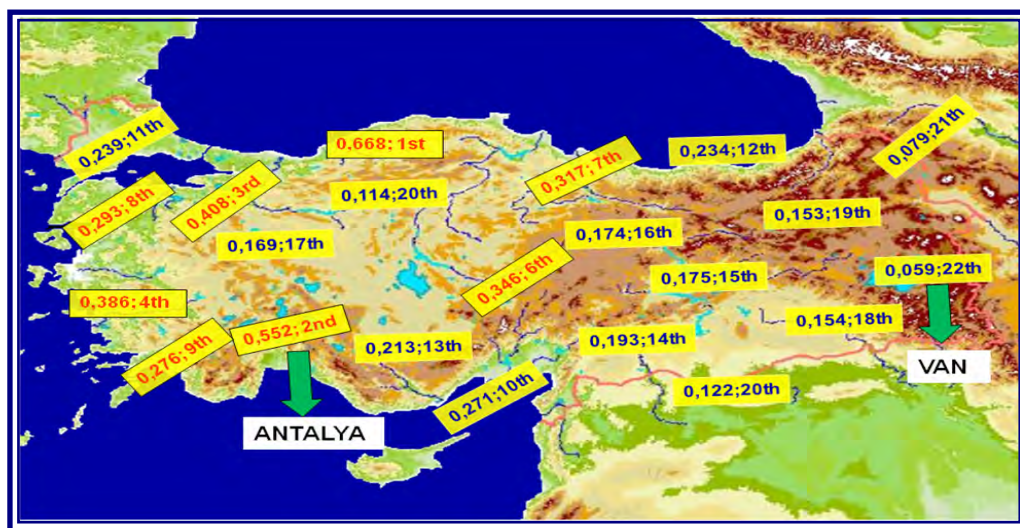 0,239;11th
0.668; 1st
0,317;7th
0,234;12th
0,079;21th
0,293;8th
0,408;3rd
0,114;20th
0,153;19th
0,169;17th
0,174;16th
0,346;6th
0,175;15th
0,059;22th
0.386;4th
0,276;9th
0,552;2nd
0,213;13th
0,193;14th
0,154;18th
VAN
0,271;10th
0,122;20th
ANTALYA